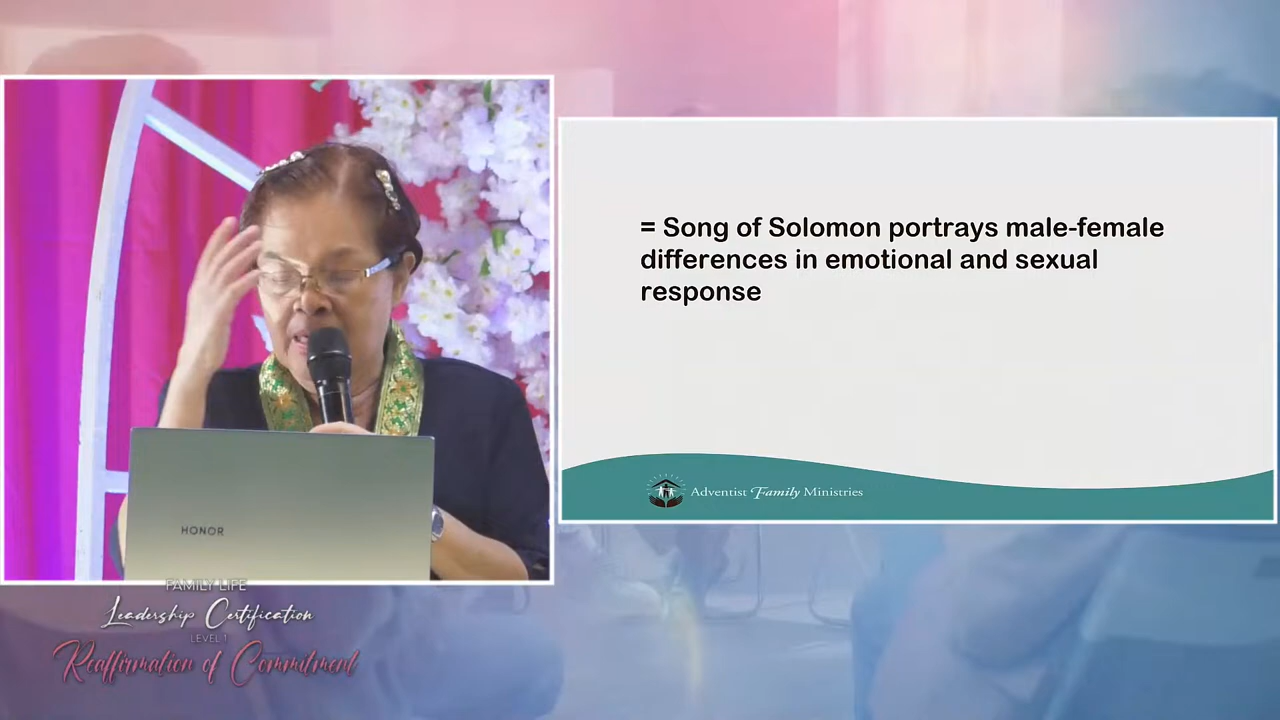 = Song of Solomon portrays male-female
differences in emotional and sexual
response
Adventist Family Ministries
HONOR
FAMILY LIFE
Leadership Certification
LEVEL 1
Reaffirmation of Commitment